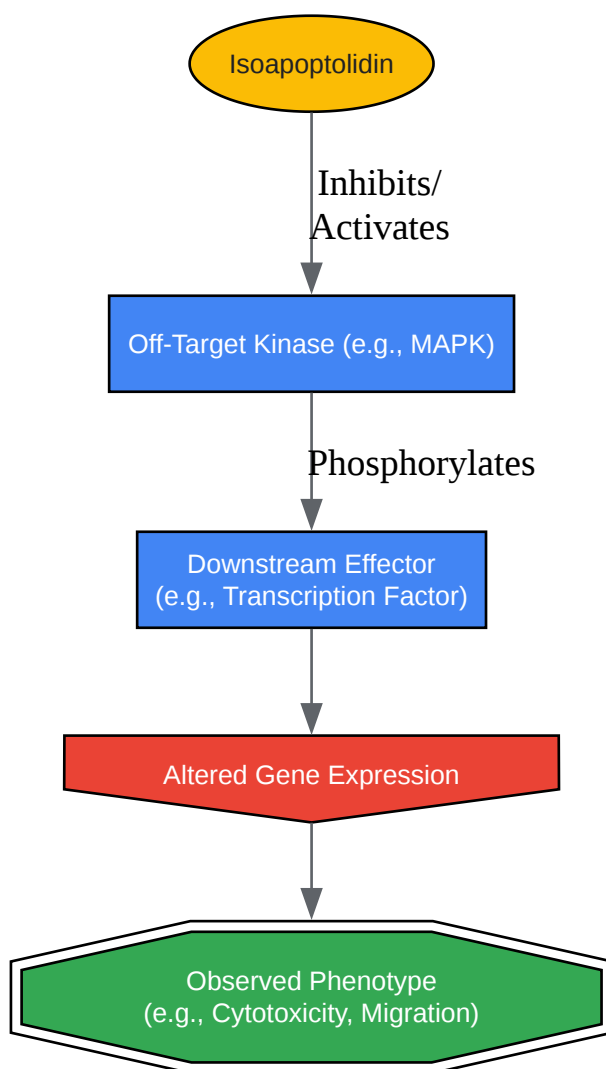 Isoapoptolidin
Inhibits/
Activates
Off-Target Kinase (e.g., MAPK)
Phosphorylates
Downstream Effector
(e.g., Transcription Factor)
Altered Gene Expression
Observed Phenotype
(e.g., Cytotoxicity, Migration)